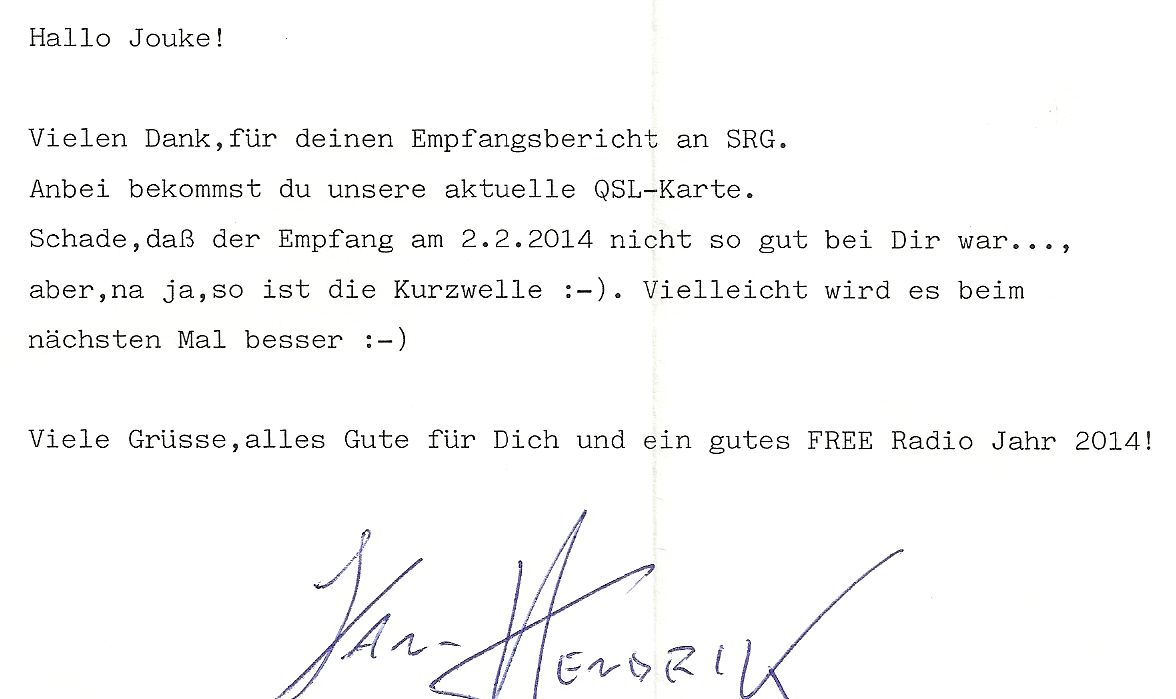 Hallo Jouke!
Vielen Dank,für deinen Empfangsbericht an SRG.
Anbei bekommst du unsere aktuelle QSL-Karte.
Schade,daß der Empfang am 2.2.2014 nicht so gut bei Dir war...,
aber,na ja,so ist die Kurzwelle :-). Vielleicht wird es beim
nächsten Mal besser :-)
Viele Grüsse,alles Gute für Dich und ein gutes FREE Radio Jahr 2014!
JAN-HENDRIK